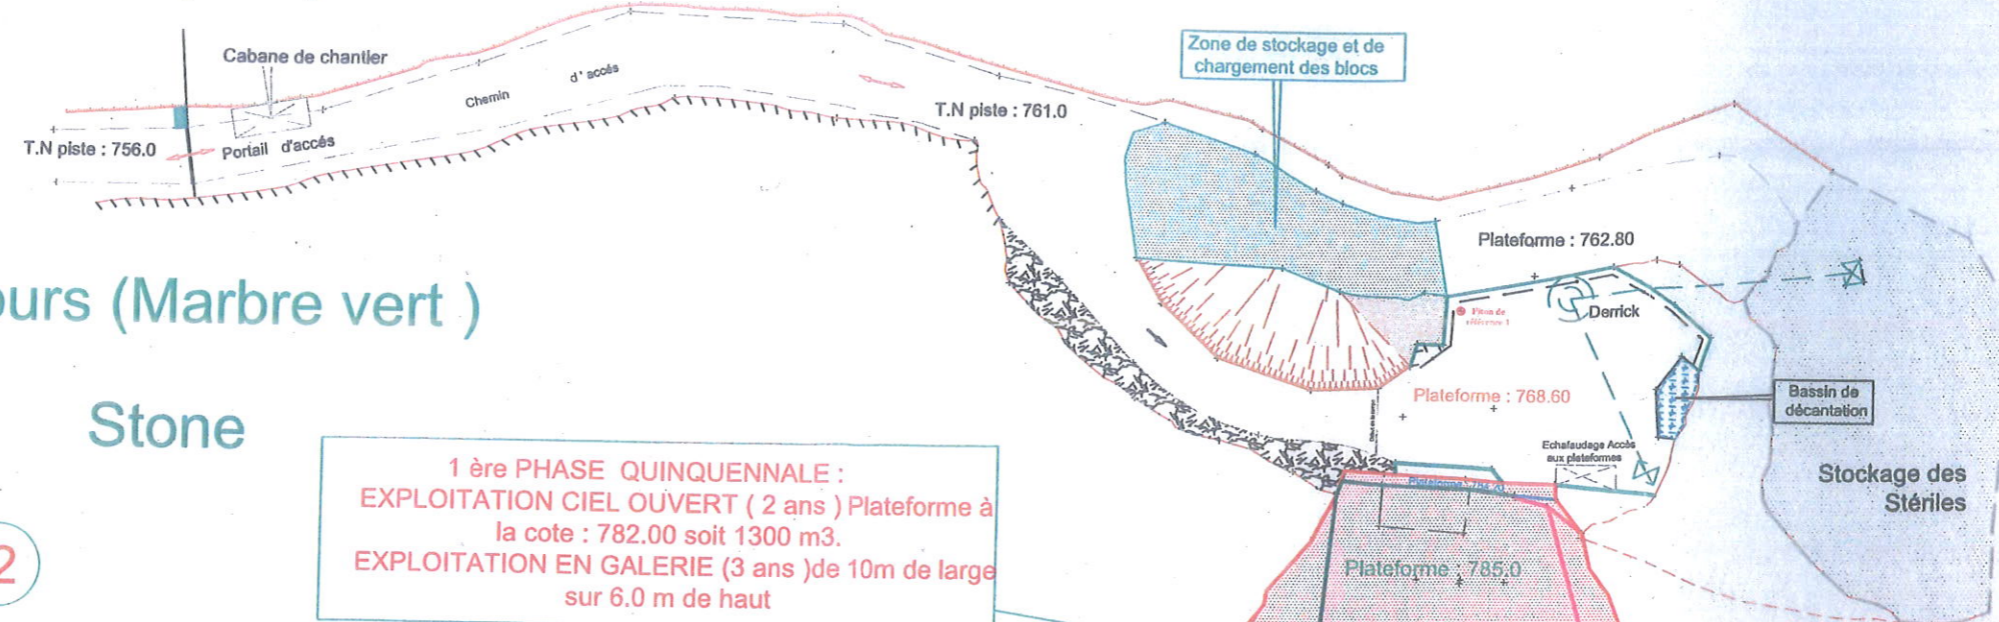 Cabane de chantier
Chemin d' accés
T.N piste : 761.0
T.N piste : 756.0
Portail d'accés
Zone de stockage et de
chargement des blocs
Plateforme : 762.80
Derrick
Plateforme : 768.60
Bassin de
décantation
Echafaudage Accès
aux plateformes
Stockage des
Stériles
Plateforme : 785.0
ours (Marbre vert )
Stone
2
1 ère PHASE QUINQUENNALE :
EXPLOITATION CIEL OUVERT ( 2 ans ) Plateforme à
la cote : 782.00 soit 1300 m3.
EXPLOITATION EN GALERIE (3 ans )de 10m de large
sur 6.0 m de haut